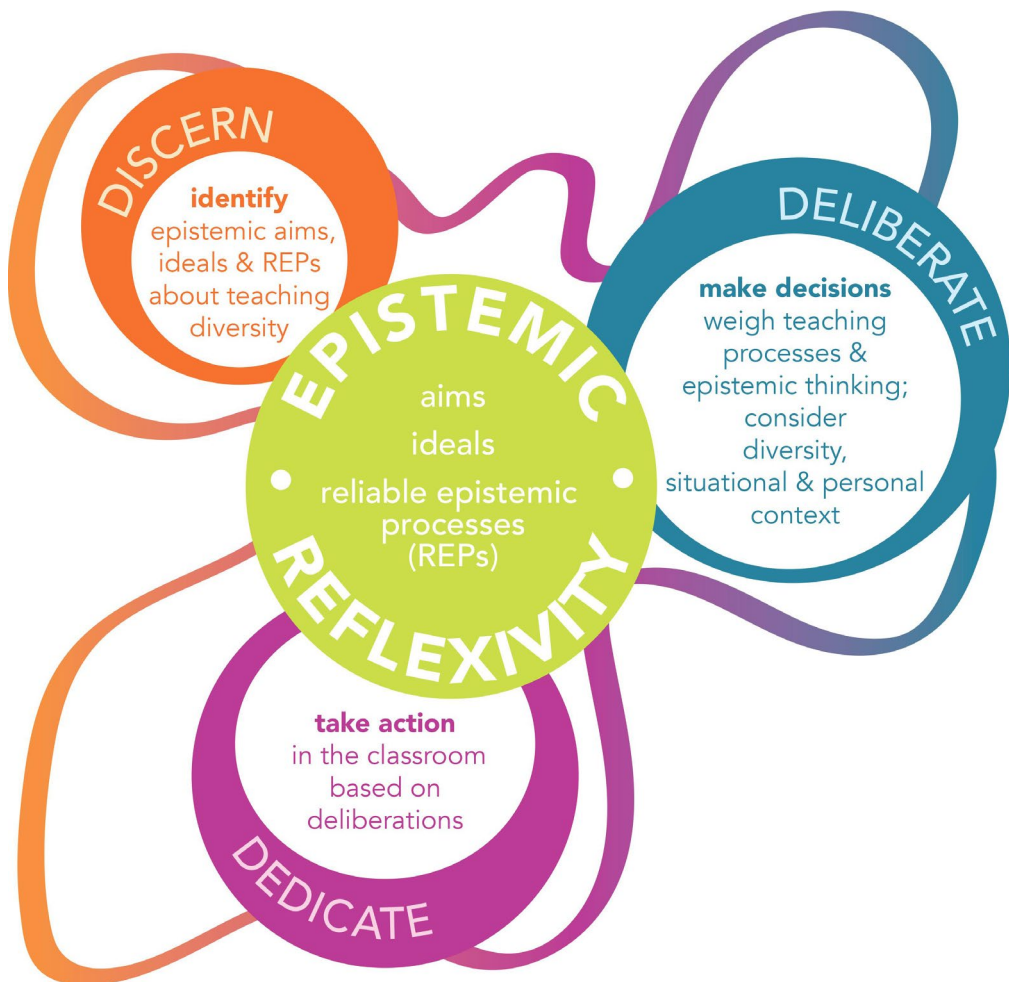 DISCERN
identify
epistemic aims,
ideals & REPs
about teaching
diversity
DELIBERATE
make decisions
weigh teaching
processes &
epistemic thinking;
consider
diversity,
situational & personal
context
EPISTEMIC
aims
ideals
reliable epistemic
processes
(REPs)
REFLEXIVITY
take action
in the classroom
based on
deliberations
DEDICATE